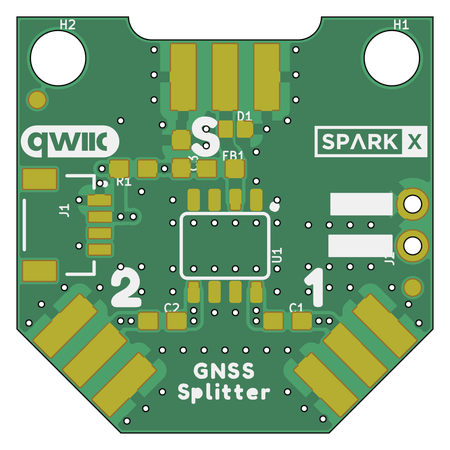 H2
H1
D1
S
qwiic
SPARK X
C3
FB1
R1
J1
U1
J2
2
1
C2
C1
GNSS
Splitter